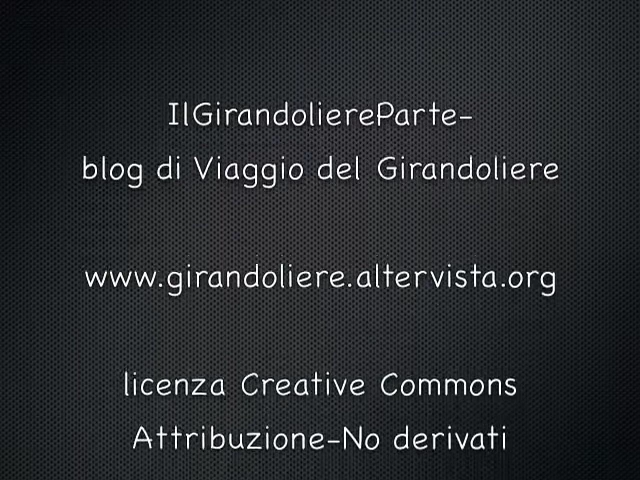 IlGirandoliereParte-
blog di Viaggio del Girandoliere
www.girandoliere.altervista.org
licenza Creative Commons
Attribuzione-No derivati